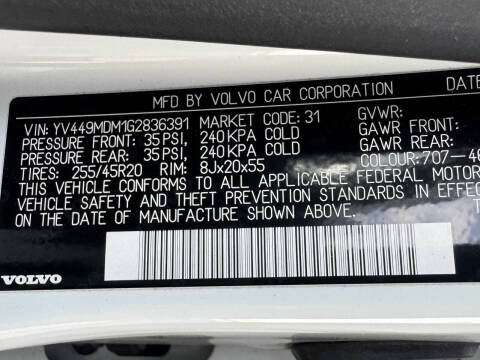 MFD BY VOLVO CAR CORPORATION DATE
VIN: YV449MDM1G2836391 MARKET CODE: 31 GVWR:
PRESSURE FRONT: 35PSI, 240KPA COLD GAWR FRONT:
PRESSURE REAR: 35PSI, 240KPA COLD GAWR REAR:
TIRES: 255/45R20 RIM: 8Jx20x55 COLOUR:707-46
THIS VEHICLE CONFORMS TO ALL APPLICABLE FEDERAL MOTOR
VEHICLE SAFETY AND THEFT PREVENTION STANDARDS IN EFFECT
ON THE DATE OF MANUFACTURE SHOWN ABOVE. T
VOLVO